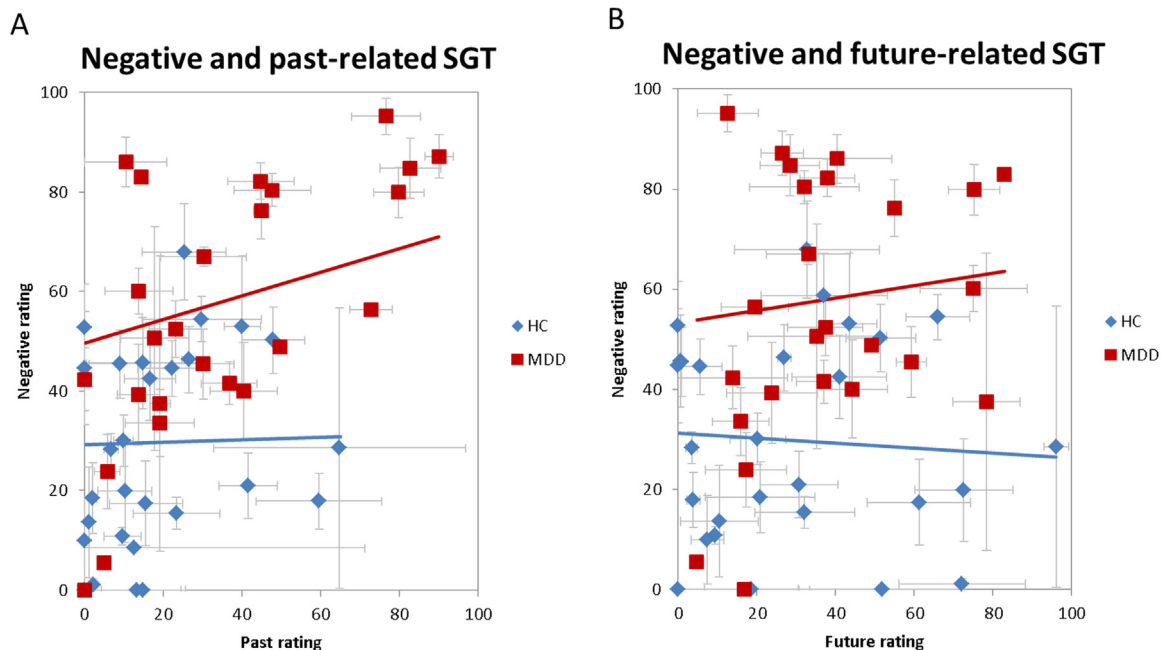 A
Negative and past-related SGT
100
80
60
40
20
0
0 20 40 60 80 100
Negative rating
Past rating
HC
MDD
B
Negative and future-related SGT
100
80
60
40
20
0
0 20 40 60 80 100
Negative rating
Future rating
HC
MDD